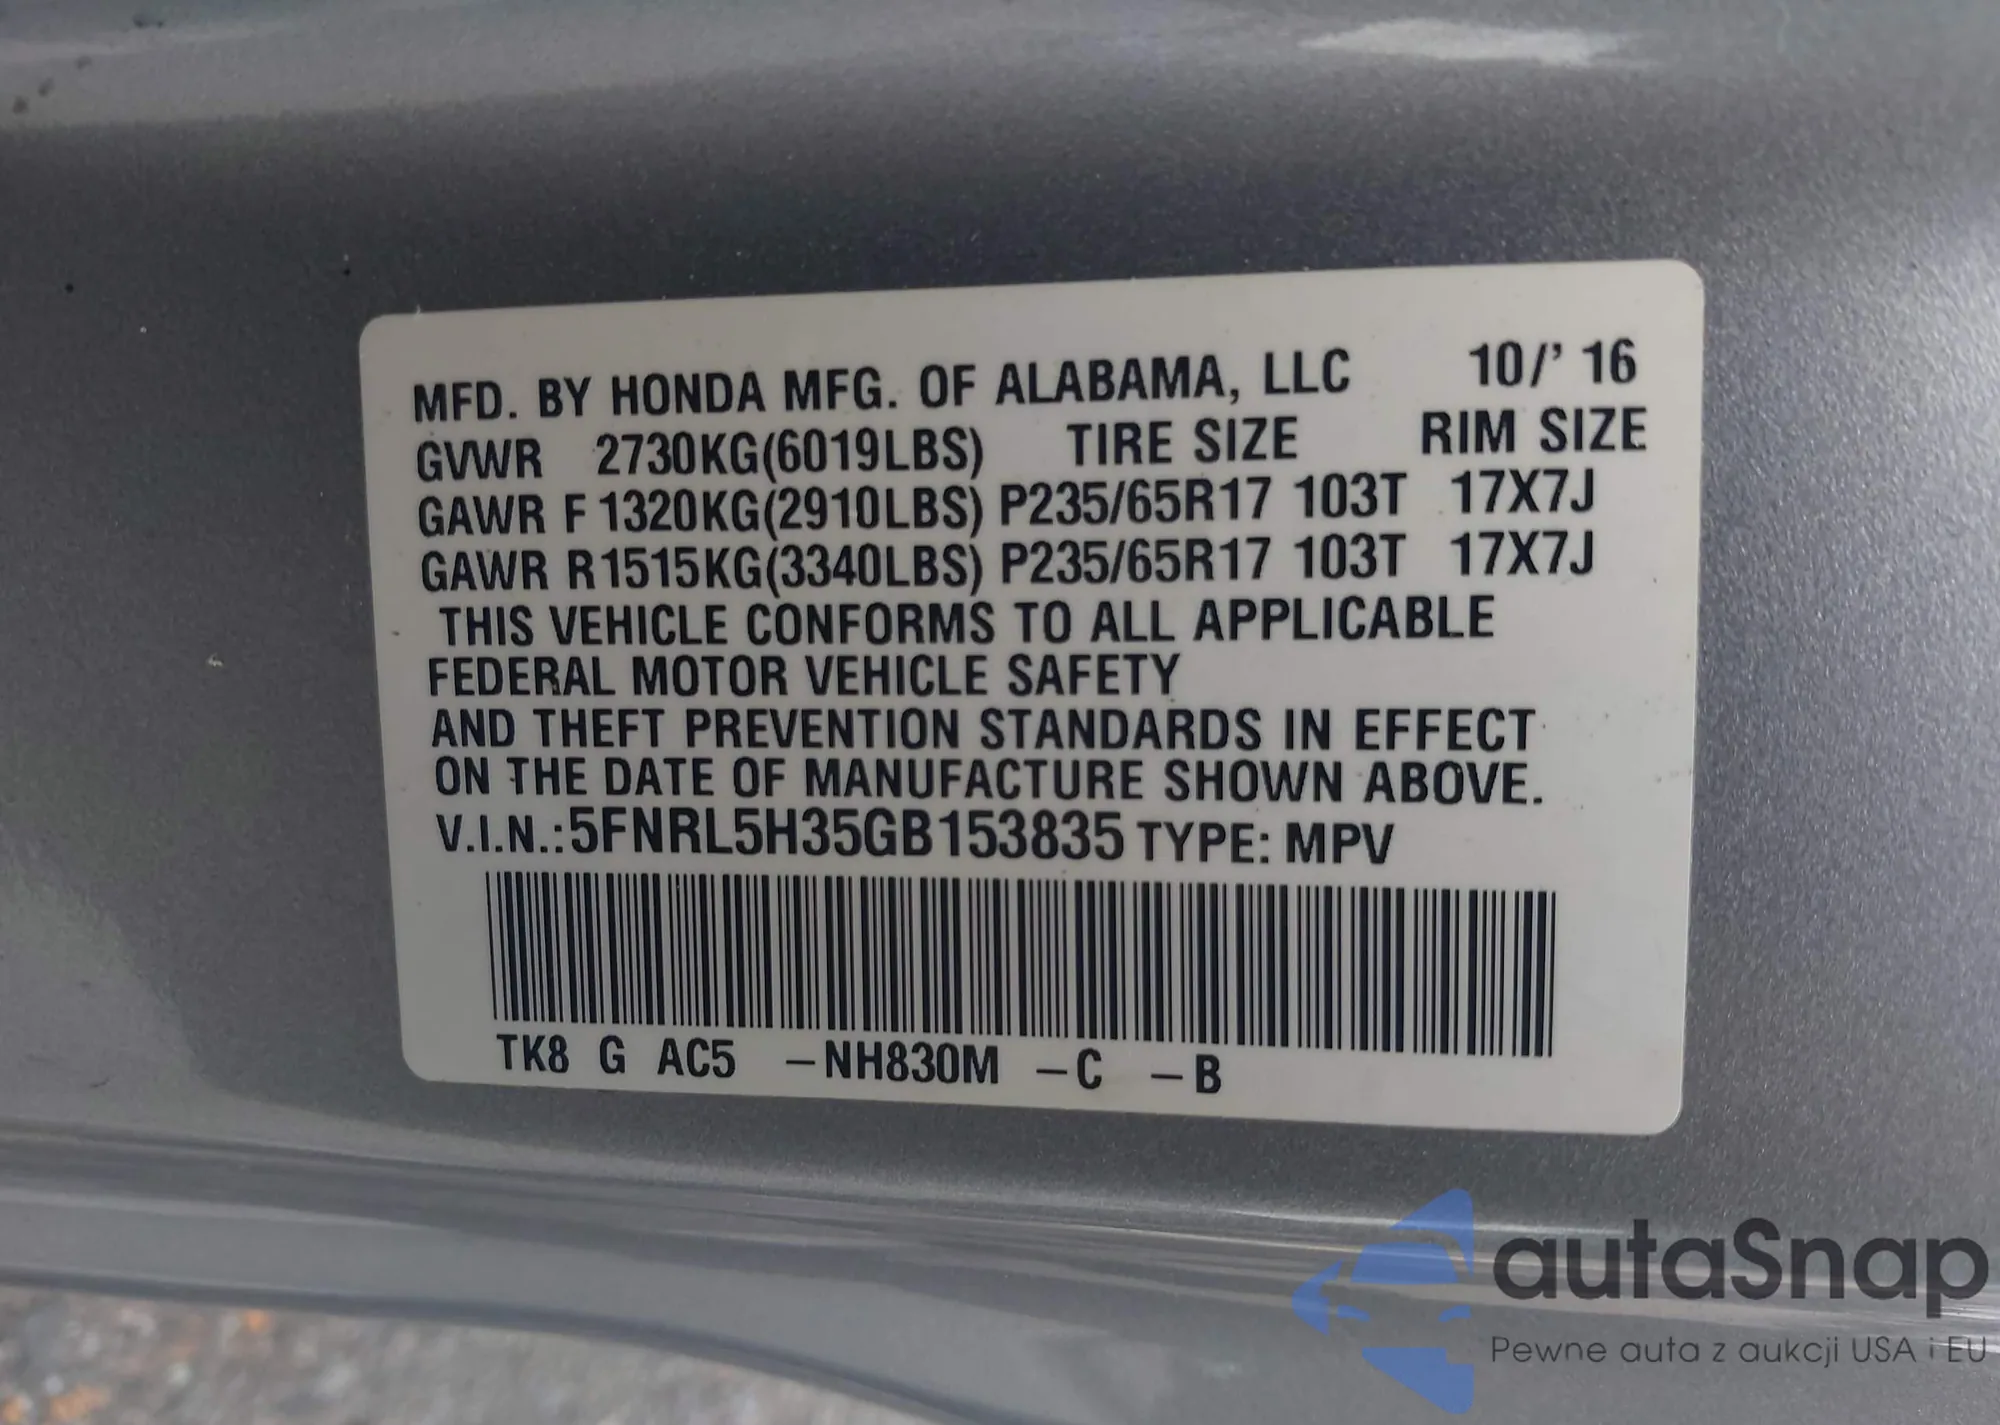 MFD. BY HONDA MFG. OF ALABAMA, LLC 10/' 16
GVWR 2730KG(6019LBS) TIRE SIZE RIM SIZE
GAWR F 1320KG(2910LBS) P235/65R17 103T 17X7J
GAWR R1515KG(3340LBS) P235/65R17 103T 17X7J
THIS VEHICLE CONFORMS TO ALL APPLICABLE
FEDERAL MOTOR VEHICLE SAFETY
AND THEFT PREVENTION STANDARDS IN EFFECT
ON THE DATE OF MANUFACTURE SHOWN ABOVE.
V.I.N.:5FNRL5H35GB153835 TYPE: MPV
TK8 G AC5 –NH830M –C –B
autaSnap
Pewne auta z aukcji USA i EU